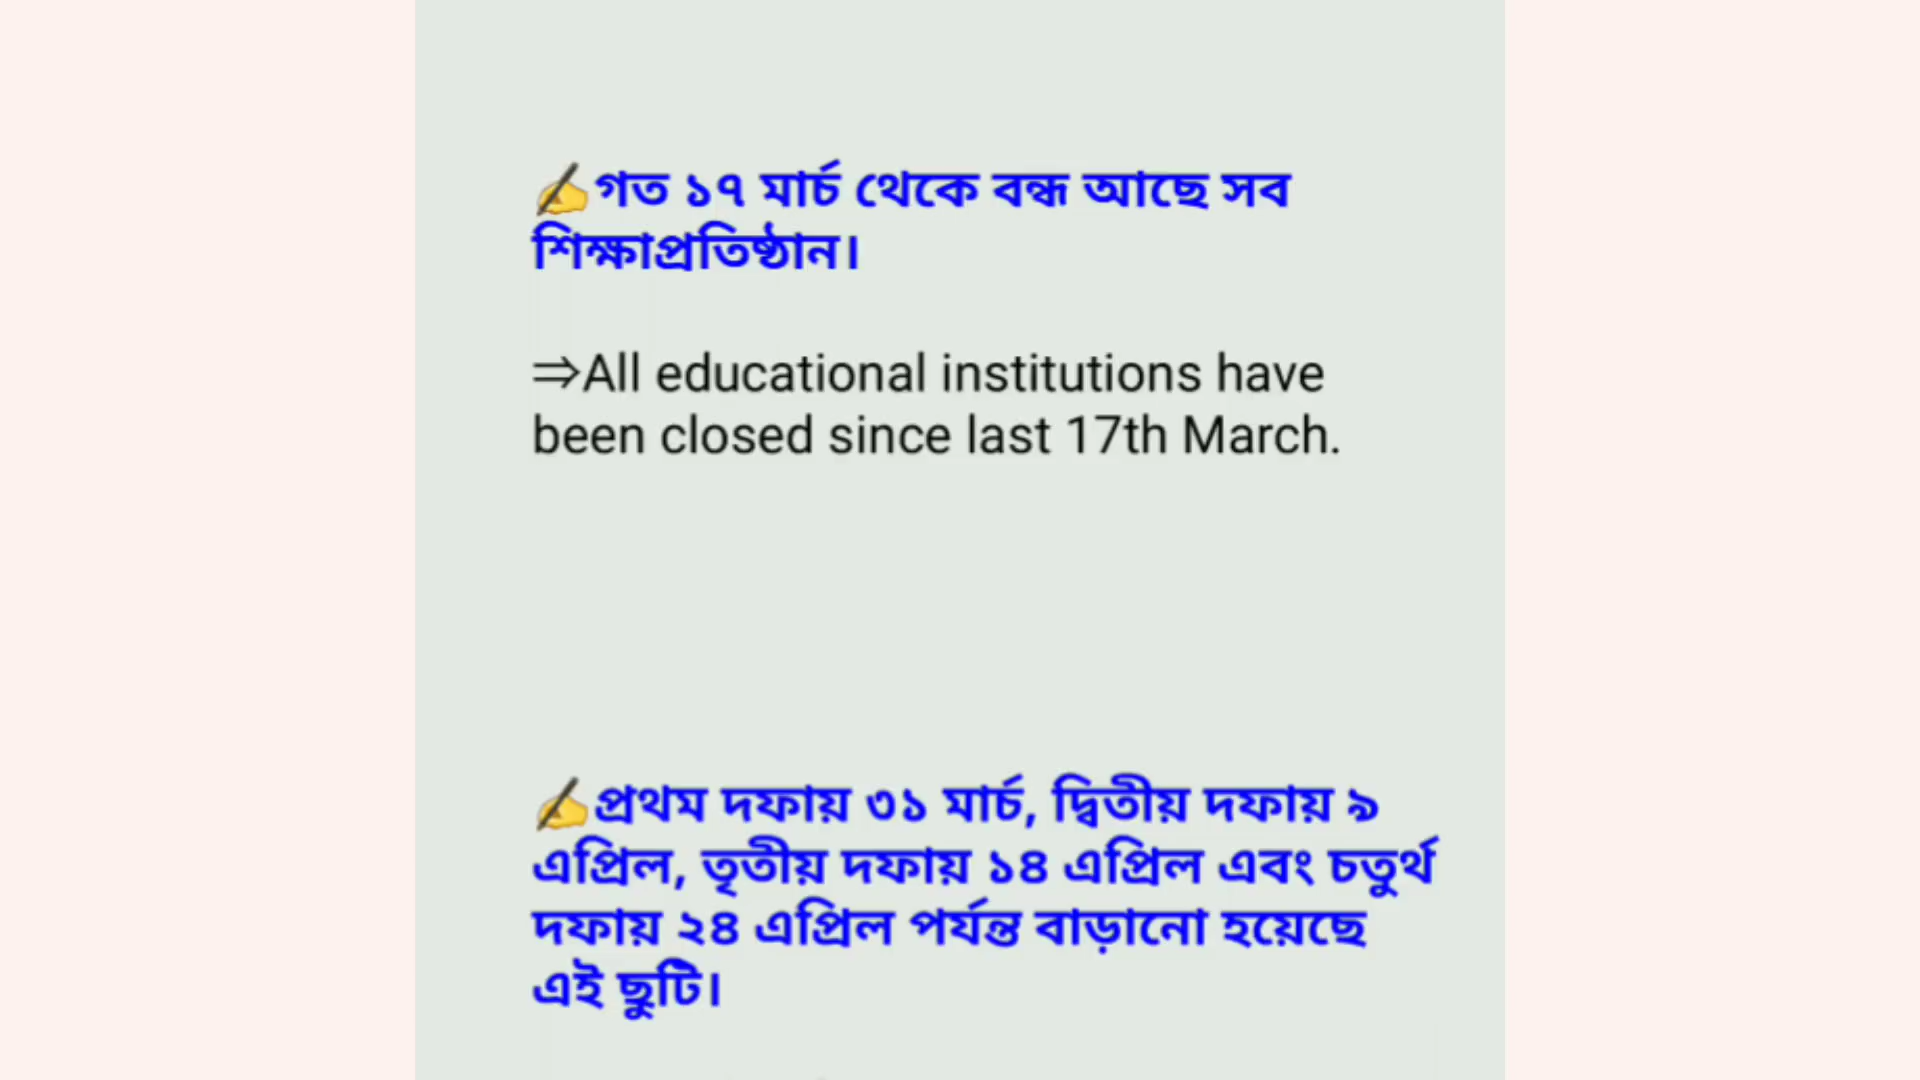 ✍️গত ১৭ মার্চ থেকে বন্ধ আছে সব
শিক্ষাপ্রতিষ্ঠান।
⇒All educational institutions have
been closed since last 17th March.
✍️প্রথম দফায় ৩১ মার্চ, দ্বিতীয় দফায় ৯
এপ্রিল, তৃতীয় দফায় ১৪ এপ্রিল এবং চতুর্থ
দফায় ২৪ এপ্রিল পর্যন্ত বাড়ানো হয়েছে
এই ছুটি।